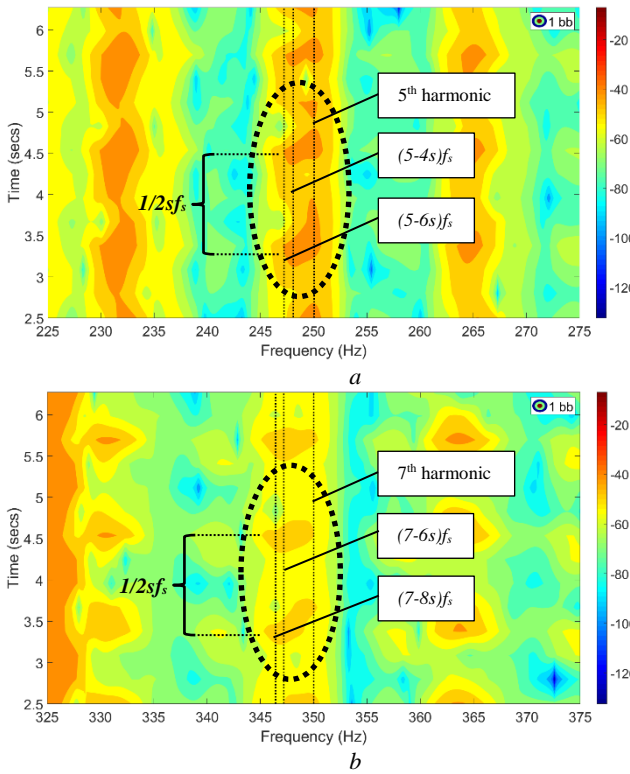 6
5.5
5
4.5
4
3.5
3
2.5
Time (secs)
1 bb
5th harmonic
(5-4s)fs
(5-6s)fs
1/2sfs
225 230 235 240 245 250 255 260 265 270 275
Frequency (Hz)
-20
-40
-60
-80
-100
-120
a
6
5.5
5
4.5
4
3.5
3
2.5
Time (secs)
1 bb
7th harmonic
(7-6s)fs
(7-8s)fs
1/2sfs
325 330 335 340 345 350 355 360 365 370 375
Frequency (Hz)
-20
-40
-60
-80
-100
-120
b